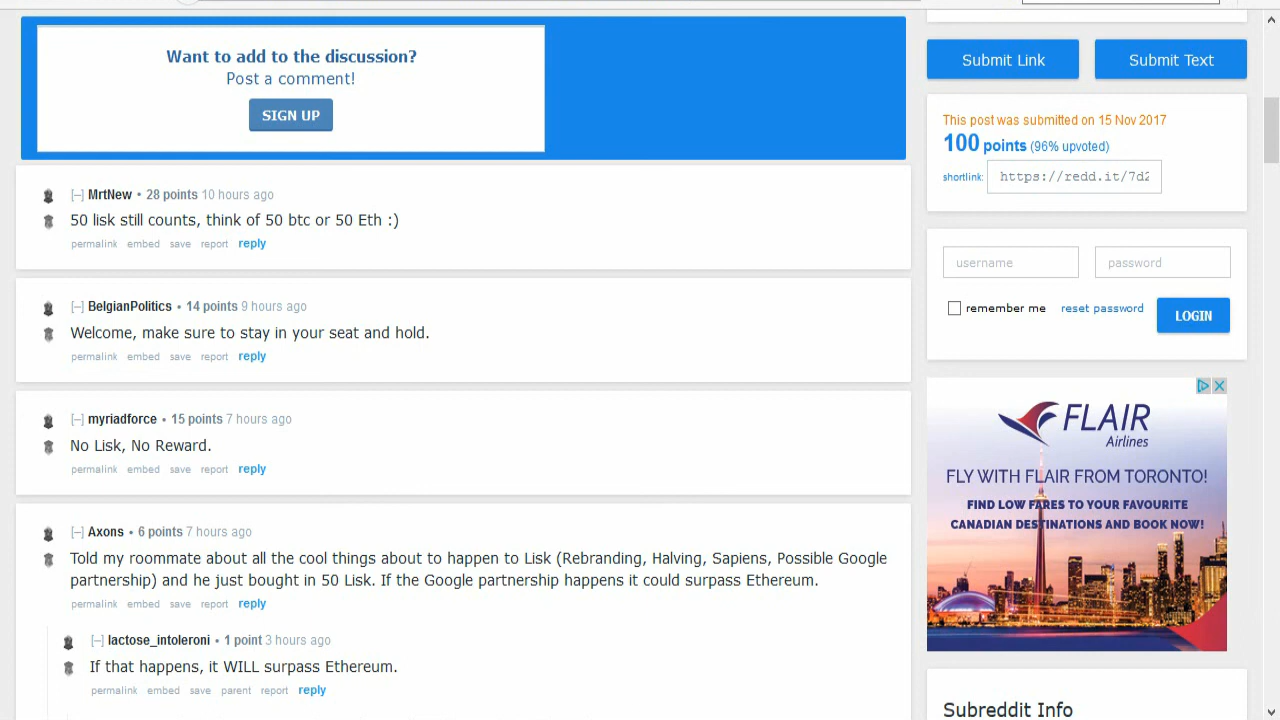 Want to add to the discussion?
Post a comment!
SIGN UP
[–] MrtNew • 28 points 10 hours ago
50 lisk still counts, think of 50 btc or 50 Eth :)
permalink embed save report reply
[–] BelgianPolitics • 14 points 9 hours ago
Welcome, make sure to stay in your seat and hold.
permalink embed save report reply
[–] myriadforce • 15 points 7 hours ago
No Lisk, No Reward.
permalink embed save report reply
[–] Axons • 6 points 7 hours ago
Told my roommate about all the cool things about to happen to Lisk (Rebranding, Halving, Sapiens, Possible Google
partnership) and he just bought in 50 Lisk. If the Google partnership happens it could surpass Ethereum.
permalink embed save report reply
[–] lactose_intoleroni • 1 point 3 hours ago
If that happens, it WILL surpass Ethereum.
permalink embed save parent report reply
Submit Link
Submit Text
This post was submitted on 15 Nov 2017
100 points (96% upvoted)
shortlink: https://redd.it/7d2
username
password
remember me reset password LOGIN
FLAIR
Airlines
FLY WITH FLAIR FROM TORONTO!
FIND LOW FARES TO YOUR FAVOURITE
CANADIAN DESTINATIONS AND BOOK NOW!
Subreddit Info